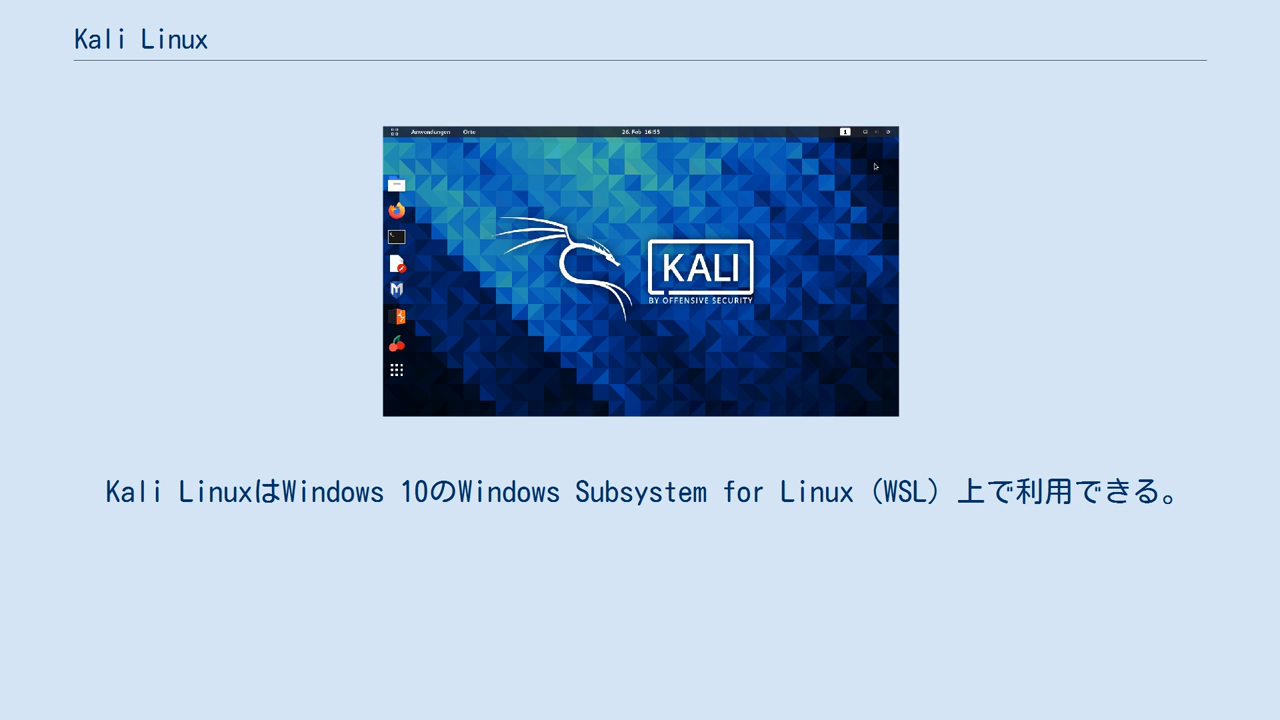 Kali Linux
Anwendungen Orte 26. Feb 16:55 1
KALI
BY OFFENSIVE SECURITY
Kali LinuxはWindows 10のWindows Subsystem for Linux（WSL）上で利用できる。